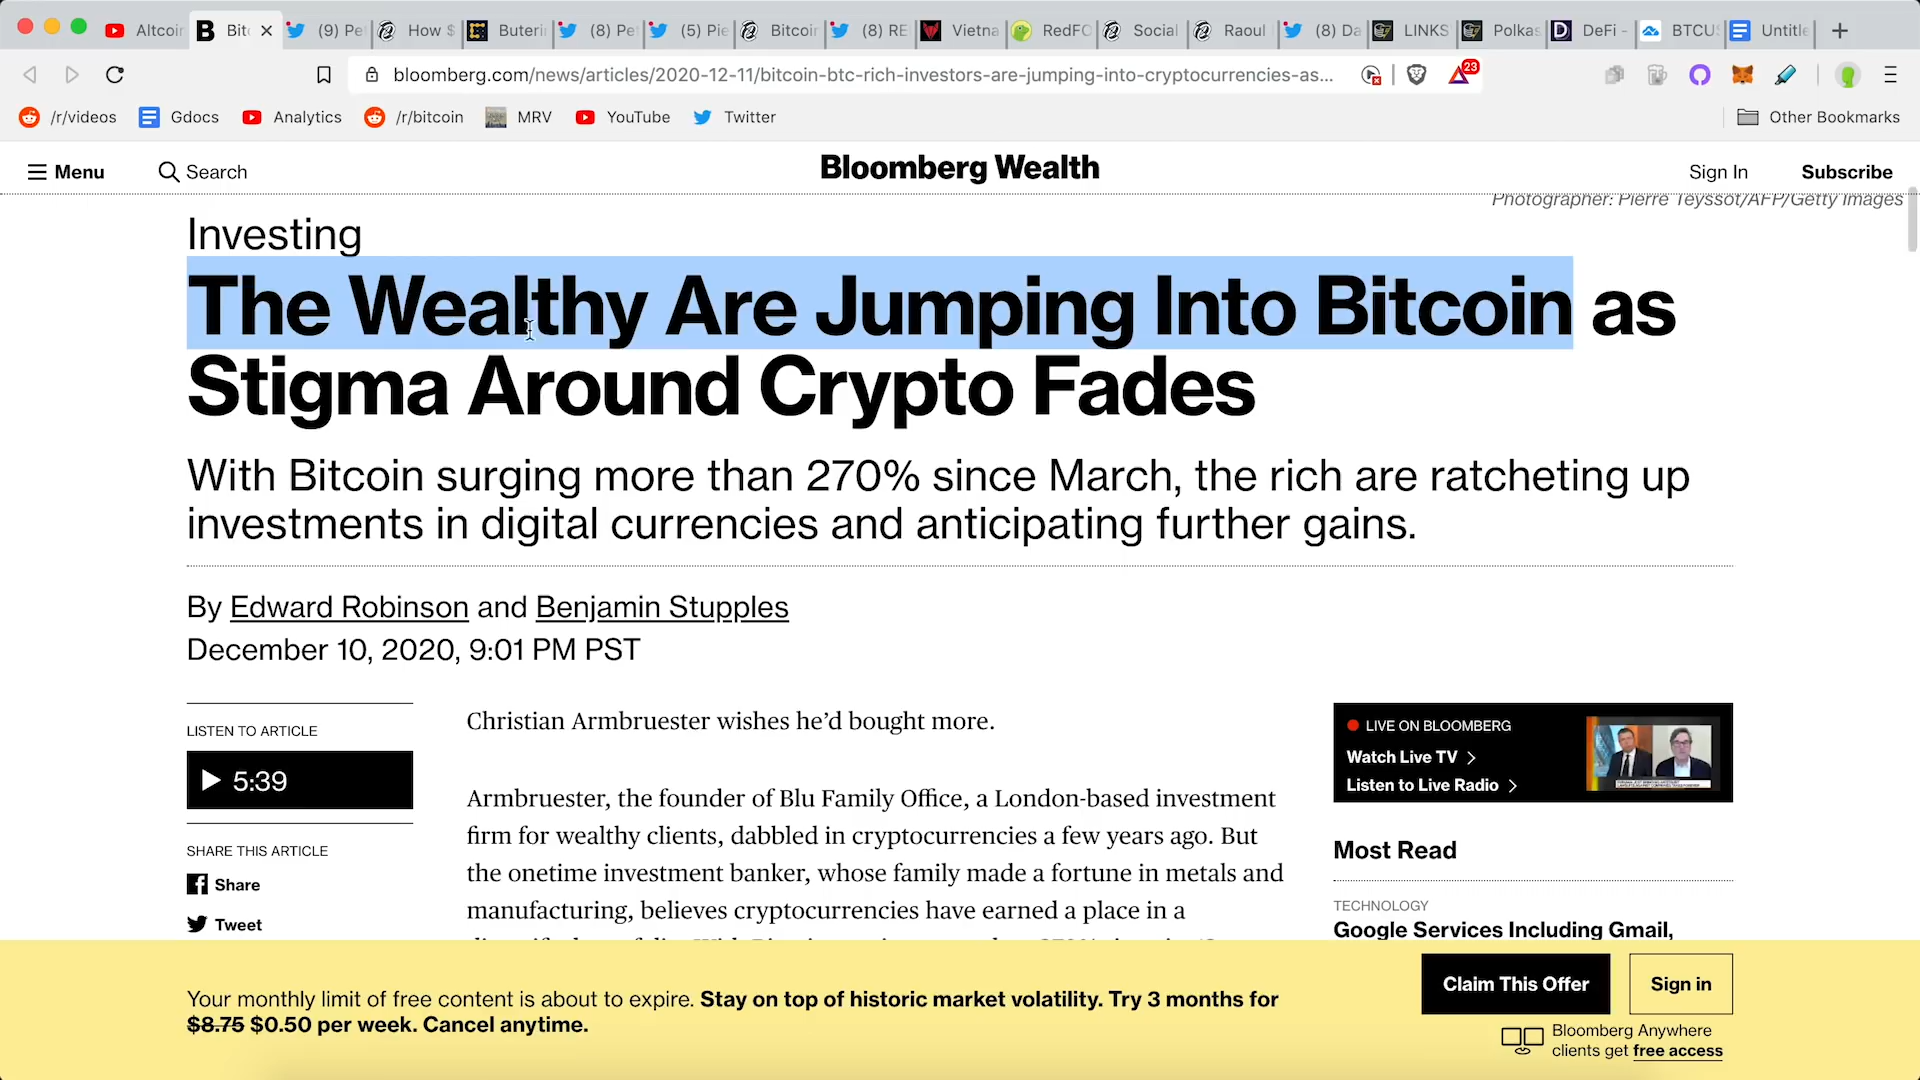 Altcoin
Bit
(9) Pe
How $
Buteri
(8) Pe
(5) Pie
Bitcoin
(8) RE
Vietna
RedFO
Social
Raoul
(8) Da
LINKS
Polkas
DeFi -
BTCUS
Untitle
bloomberg.com/news/articles/2020-12-11/bitcoin-btc-rich-investors-are-jumping-into-cryptocurrencies-as...
23
/r/videos
Gdocs
Analytics
/r/bitcoin
MRV
YouTube
Twitter
Other Bookmarks
Menu
Search
Bloomberg Wealth
Sign In
Subscribe
Photographer: Pierre Teyssot/AFP/Getty Images
Investing
The Wealthy Are Jumping Into Bitcoin as
Stigma Around Crypto Fades
With Bitcoin surging more than 270% since March, the rich are ratcheting up
investments in digital currencies and anticipating further gains.
By Edward Robinson and Benjamin Stupples
December 10, 2020, 9:01 PM PST
LISTEN TO ARTICLE
5:39
SHARE THIS ARTICLE
Share
Tweet
Christian Armbruester wishes he’d bought more.
Armbruester, the founder of Blu Family Office, a London-based investment
firm for wealthy clients, dabbled in cryptocurrencies a few years ago. But
the onetime investment banker, whose family made a fortune in metals and
manufacturing, believes cryptocurrencies have earned a place in a
LIVE ON BLOOMBERG
Watch Live TV
Listen to Live Radio
Most Read
TECHNOLOGY
Google Services Including Gmail,
Your monthly limit of free content is about to expire. Stay on top of historic market volatility. Try 3 months for
$8.75 $0.50 per week. Cancel anytime.
Claim This Offer
Sign in
Bloomberg Anywhere
clients get free access